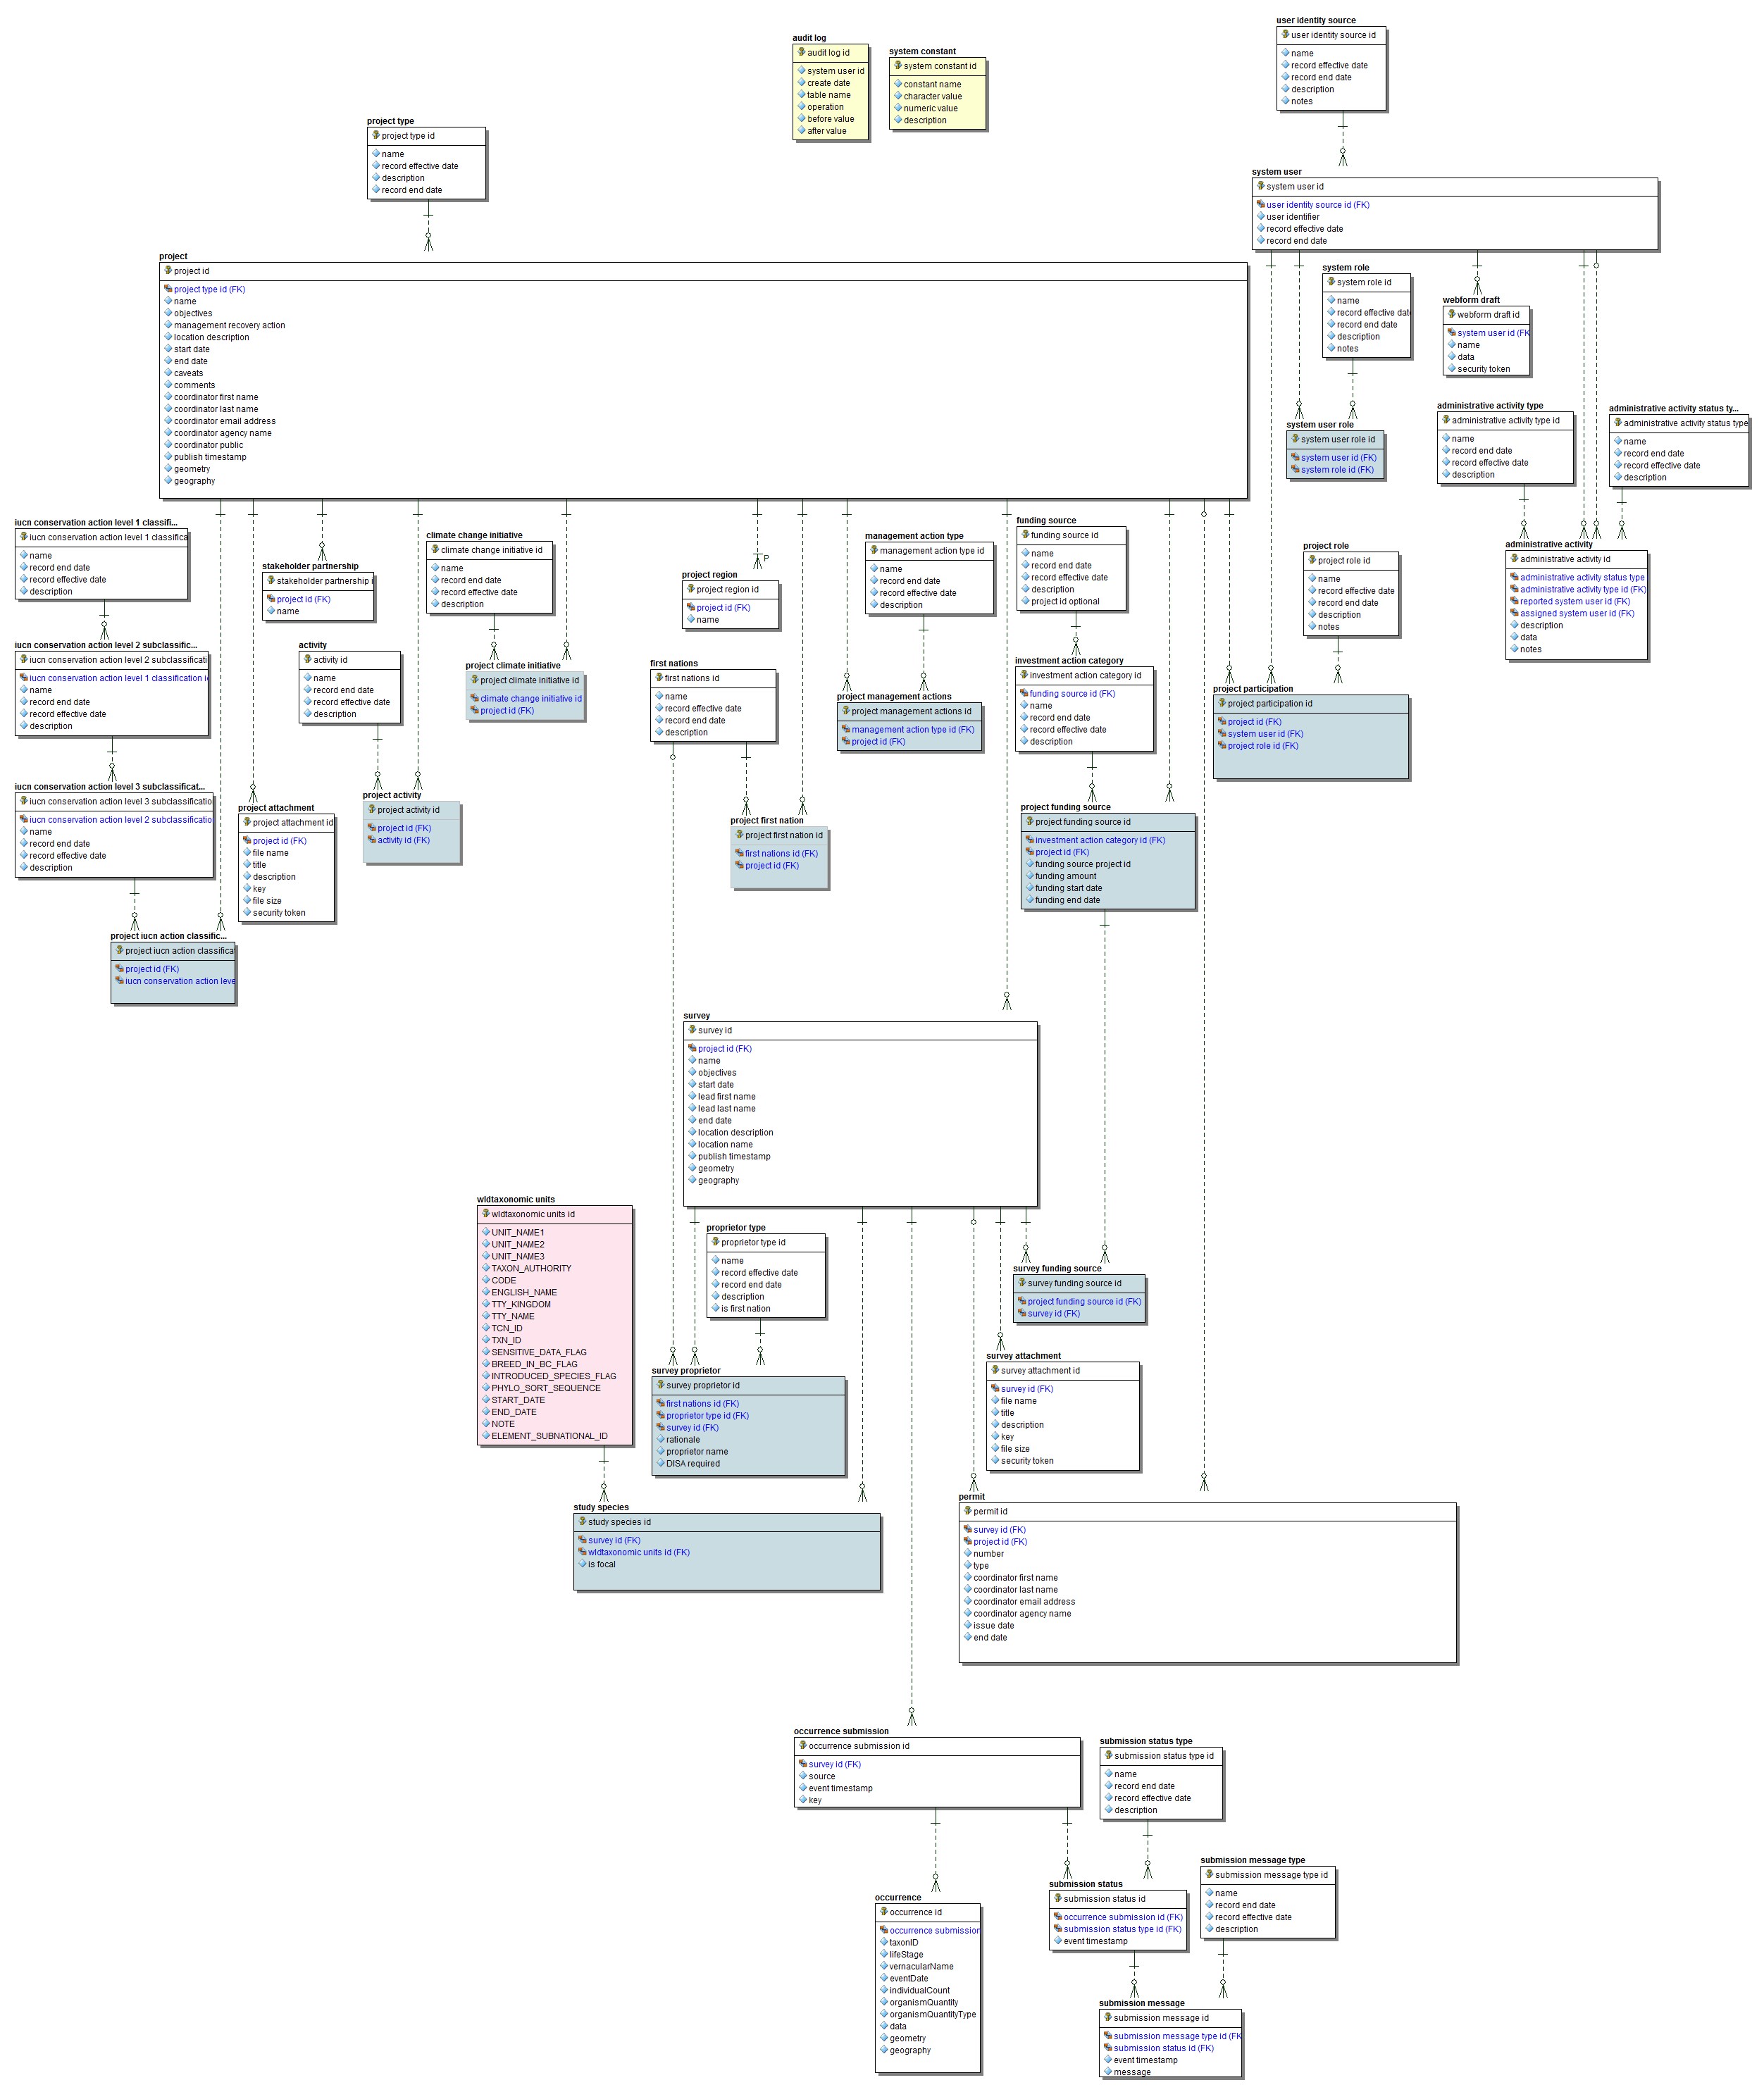 audit log
audit log id
system user id
create date
table name
operation
before value
after value
system constant
system constant id
constant name
character value
numeric value
description
user identity source
user identity source id
name
record effective date
record end date
description
notes
project type
project type id
name
record effective date
description
record end date
system user
system user id
user identity source id (FK)
user identifier
record effective date
record end date
project
project id
project type id (FK)
name
objectives
management recovery action
location description
start date
end date
caveats
comments
coordinator first name
coordinator last name
coordinator email address
coordinator agency name
coordinator public
publish timestamp
geometry
geography
system role
system role id
name
record effective date
record end date
description
notes
webform draft
webform draft id
system user id (FK
name
data
security token
system user role
system user role id
system user id (FK)
system role id (FK)
administrative activity type
administrative activity type id
name
record end date
record effective date
description
administrative activity status ty...
administrative activity status type
name
record end date
record effective date
description
administrative activity
administrative activity id
administrative activity status type
administrative activity type id (FK)
reported system user id (FK)
assigned system user id (FK)
description
data
notes
iucn conservation action level 1 classifi...
iucn conservation action level 1 classifica
name
record end date
record effective date
description
iucn conservation action level 2 subclassific...
iucn conservation action level 2 subclassificati
iucn conservation action level 1 classification i
name
record end date
record effective date
description
iucn conservation action level 3 subclassificat...
iucn conservation action level 3 subclassificatio
iucn conservation action level 2 subclassificatio
name
record end date
record effective date
description
project iucn action classific...
project iucn action classifica
project id (FK)
iucn conservation action leve
stakeholder partnership
stakeholder partnership i
project id (FK)
name
project attachment
project attachment id
project id (FK)
file name
title
description
key
file size
security token
activity
activity id
name
record end date
record effective date
description
project activity
project activity id
project id (FK)
activity id (FK)
climate change initiative
climate change initiative id
name
record end date
record effective date
description
project climate initiative
project climate initiative id
climate change initiative id
project id (FK)
P
project region
project region id
project id (FK)
name
first nations
first nations id
name
record effective date
record end date
description
project first nation
project first nation id
first nations id (FK)
project id (FK)
management action type
management action type id
name
record end date
record effective date
description
project management actions
project management actions id
management action type id (FK)
project id (FK)
funding source
funding source id
name
record end date
record effective date
description
project id optional
investment action category
investment action category id
funding source id (FK)
name
record end date
record effective date
description
project funding source
project funding source id
investment action category id (FK)
project id (FK)
funding source project id
funding amount
funding start date
funding end date
project role
project role id
name
record effective date
record end date
description
notes
project participation
project participation id
project id (FK)
system user id (FK)
project role id (FK)
survey
survey id
project id (FK)
name
objectives
start date
lead first name
lead last name
end date
location description
location name
publish timestamp
geometry
geography
wldtaxonomic units
wldtaxonomic units id
UNIT_NAME1
UNIT_NAME2
UNIT_NAME3
TAXON_AUTHORITY
CODE
ENGLISH_NAME
TTY_KINGDOM
TTY_NAME
TCN_ID
TXN_ID
SENSITIVE_DATA_FLAG
BREED_IN_BC_FLAG
INTRODUCED_SPECIES_FLAG
PHYLO_SORT_SEQUENCE
START_DATE
END_DATE
NOTE
ELEMENT_SUBNATIONAL_ID
proprietor type
proprietor type id
name
record effective date
record end date
description
is first nation
survey proprietor
survey proprietor id
first nations id (FK)
proprietor type id (FK)
survey id (FK)
rationale
proprietor name
DISA required
survey funding source
survey funding source id
project funding source id (FK)
survey id (FK)
survey attachment
survey attachment id
survey id (FK)
file name
title
description
key
file size
security token
study species
study species id
survey id (FK)
wldtaxonomic units id (FK)
is focal
permit
permit id
survey id (FK)
project id (FK)
number
type
coordinator first name
coordinator last name
coordinator email address
coordinator agency name
issue date
end date
occurrence submission
occurrence submission id
survey id (FK)
source
event timestamp
key
submission status type
submission status type id
name
record end date
record effective date
description
occurrence
occurrence id
occurrence submission
taxonID
lifeStage
vernacularName
eventDate
individualCount
organismQuantity
organismQuantityType
data
geometry
geography
submission status
submission status id
occurrence submission id (FK)
submission status type id (FK)
event timestamp
submission message type
submission message type id
name
record end date
record effective date
description
submission message
submission message id
submission message type id (FK
submission status id (FK)
event timestamp
message